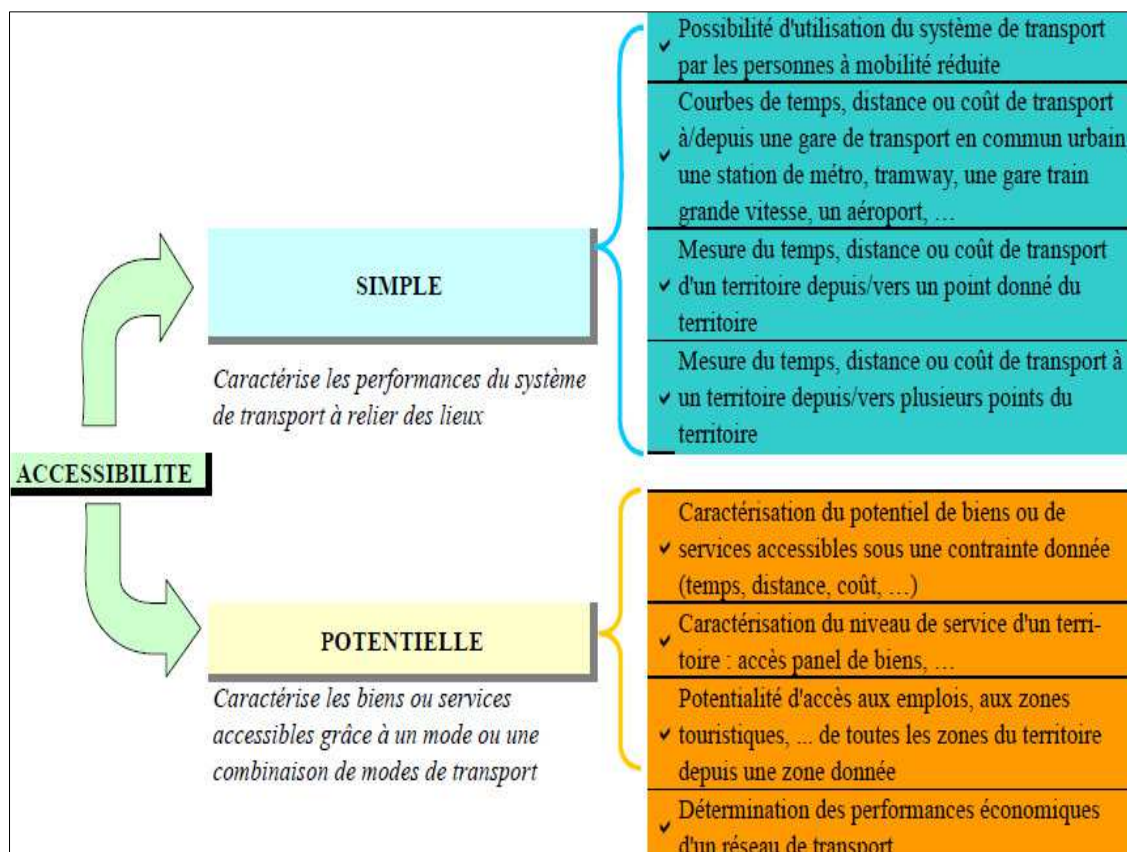 ACCESSIBILITE
SIMPLE
Caractérise les performances du système
de transport à relier des lieux
Possibilité d'utilisation du système de transport
par les personnes à mobilité réduite
Courbes de temps, distance ou coût de transport
à/depuis une gare de transport en commun urbain
une station de métro, tramway, une gare train
grande vitesse, un aéroport, …
Mesure du temps, distance ou coût de transport
d'un territoire depuis/vers un point donné du
territoire
Mesure du temps, distance ou coût de transport à
un territoire depuis/vers plusieurs points du
territoire
POTENTIELLE
Caractérise les biens ou services
accessibles grâce à un mode ou une
combinaison de modes de transport
Caractérisation du potentiel de biens ou de
services accessibles sous une contrainte donnée
(temps, distance, coût, …)
Caractérisation du niveau de service d'un terri-
toire : accès panel de biens, …
Potentialité d'accès aux emplois, aux zones
touristiques, ... de toutes les zones du territoire
depuis une zone donnée
Détermination des performances économiques
d'un réseau de transport